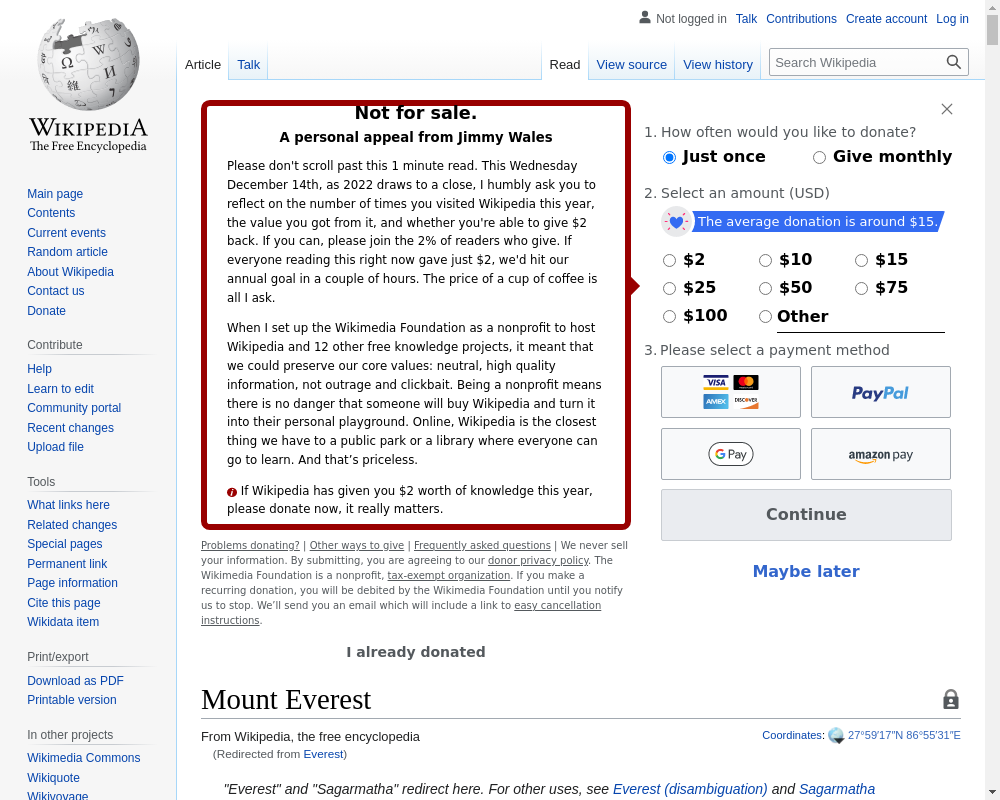 Not logged in Talk Contributions Create account Log in
Article Talk Read View source View history Search Wikipedia
WIKIPEDIA
The Free Encyclopedia
Main page
Contents
Current events
Random article
About Wikipedia
Contact us
Donate
Contribute
Help
Learn to edit
Community portal
Recent changes
Upload file
Tools
What links here
Related changes
Special pages
Permanent link
Page information
Cite this page
Wikidata item
Print/export
Download as PDF
Printable version
In other projects
Wikimedia Commons
Wikiquote
Wikivoyage
Not for sale.
A personal appeal from Jimmy Wales
Please don't scroll past this 1 minute read. This Wednesday
December 14th, as 2022 draws to a close, I humbly ask you to
reflect on the number of times you visited Wikipedia this year,
the value you got from it, and whether you're able to give $2
back. If you can, please join the 2% of readers who give. If
everyone reading this right now gave just $2, we'd hit our
annual goal in a couple of hours. The price of a cup of coffee is
all I ask.
When I set up the Wikimedia Foundation as a nonprofit to host
Wikipedia and 12 other free knowledge projects, it meant that
we could preserve our core values: neutral, high quality
information, not outrage and clickbait. Being a nonprofit means
there is no danger that someone will buy Wikipedia and turn it
into their personal playground. Online, Wikipedia is the closest
thing we have to a public park or a library where everyone can
go to learn. And that’s priceless.
If Wikipedia has given you $2 worth of knowledge this year,
please donate now, it really matters.
Problems donating? | Other ways to give | Frequently asked questions | We never sell
your information. By submitting, you are agreeing to our donor privacy policy. The
Wikimedia Foundation is a nonprofit, tax-exempt organization. If you make a
recurring donation, you will be debited by the Wikimedia Foundation until you notify
us to stop. We’ll send you an email which will include a link to easy cancellation
instructions.
I already donated
1. How often would you like to donate?
Just once Give monthly
2. Select an amount (USD)
The average donation is around $15.
$2 $10 $15
$25 $50 $75
$100 Other
3. Please select a payment method
VISA
AMEX DISCOVER
PayPal
G Pay
amazon pay
Continue
Maybe later
Mount Everest
From Wikipedia, the free encyclopedia
Coordinates: 27°59′17″N 86°55′31″E
(Redirected from Everest)
"Everest" and "Sagarmatha" redirect here. For other uses, see Everest (disambiguation) and Sagarmatha